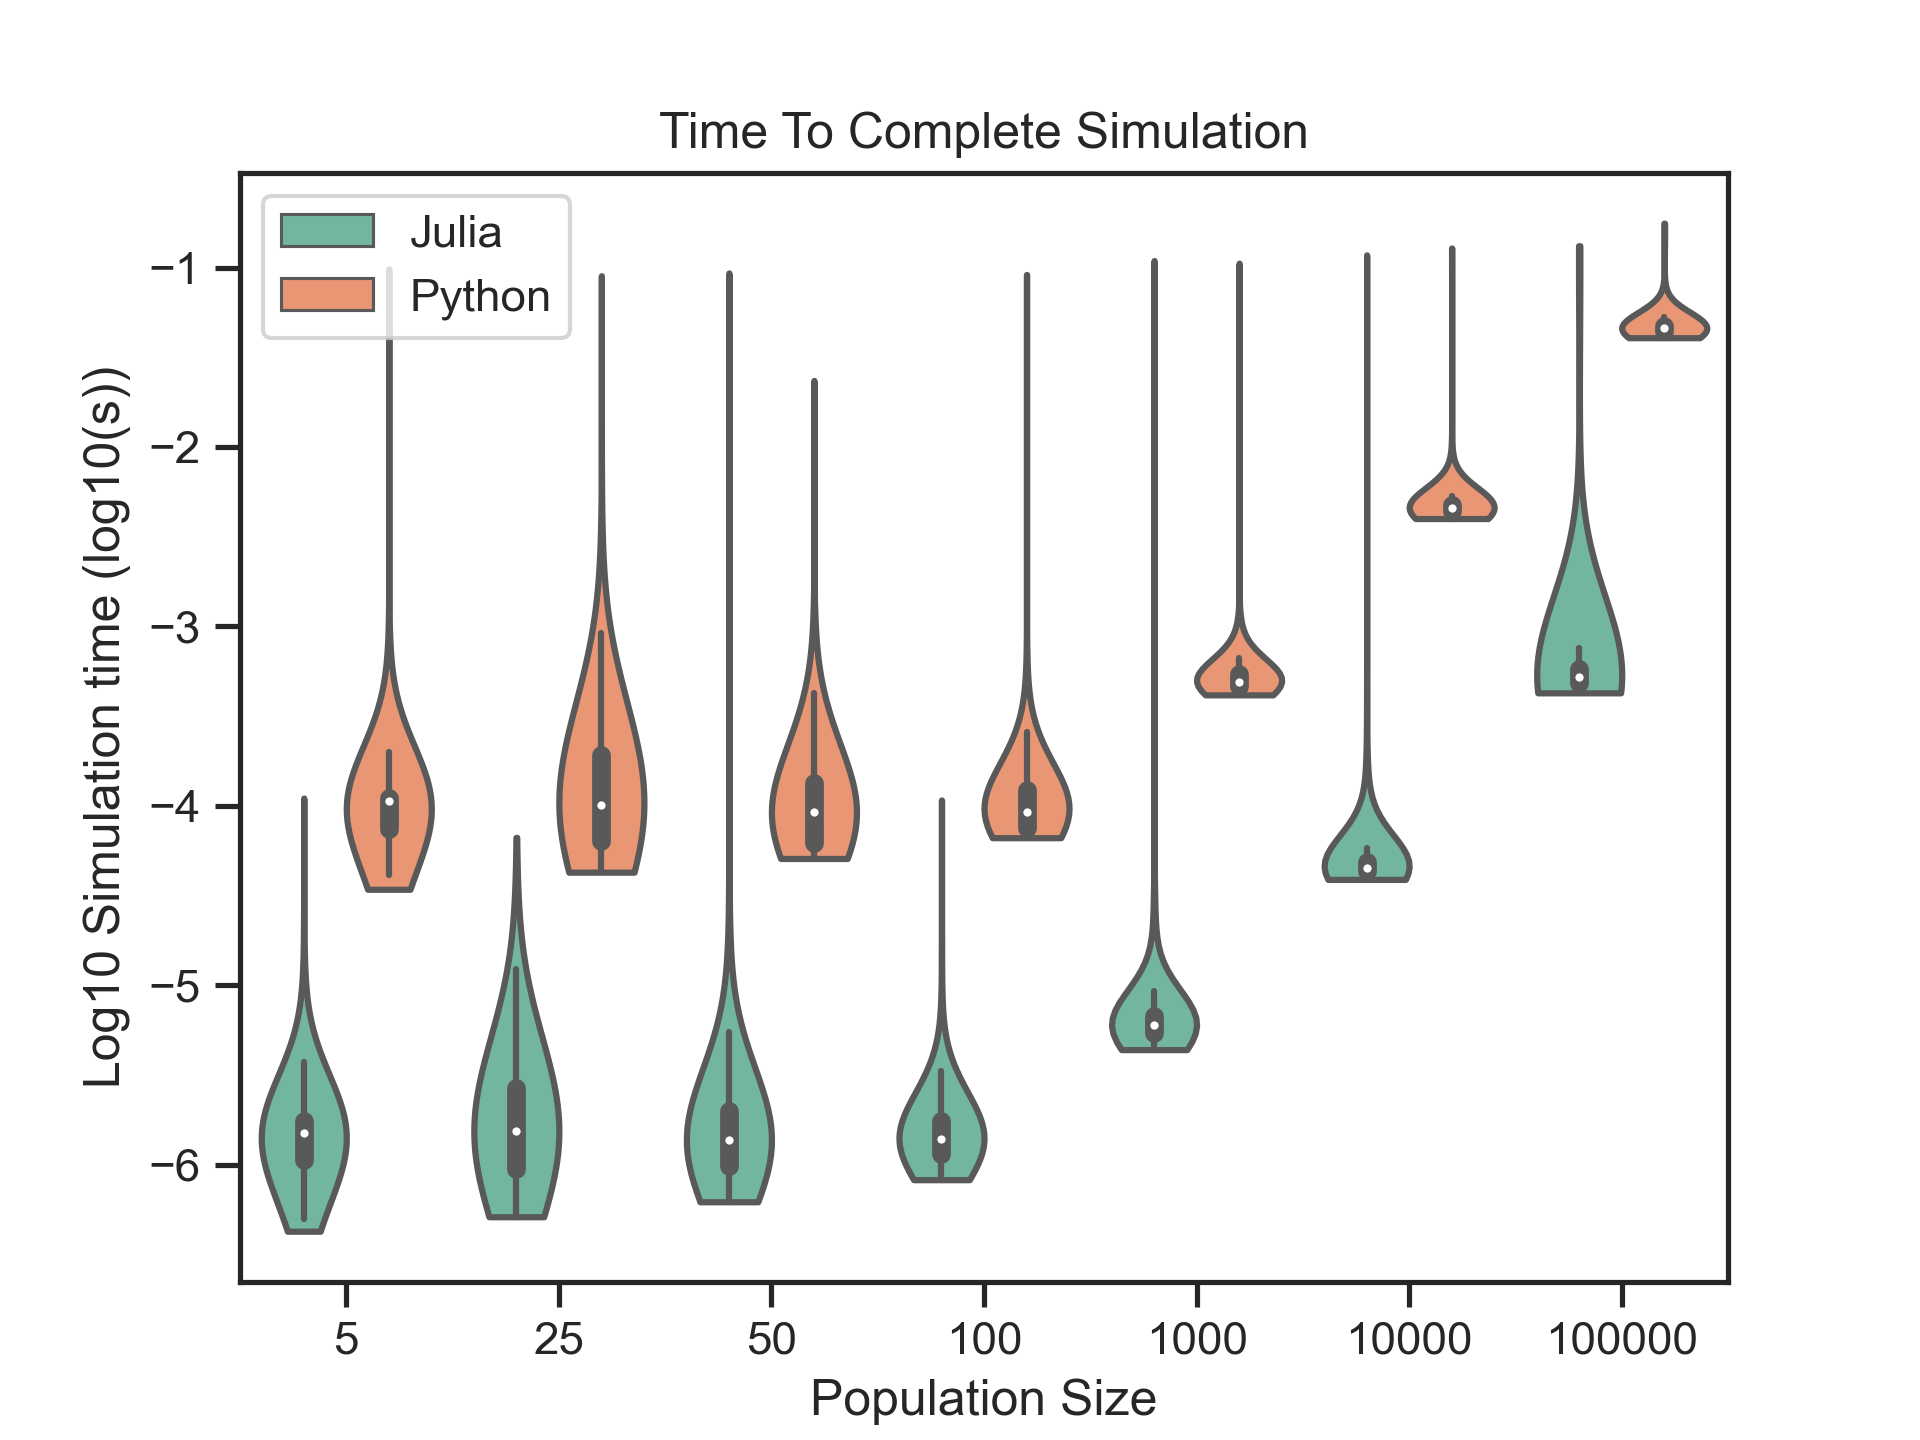 Time To Complete Simulation
Julia
Python
Log10 Simulation time (log10(s))
−1
−2
−3
−4
−5
−6
5 25 50 100 1000 10000 100000
Population Size